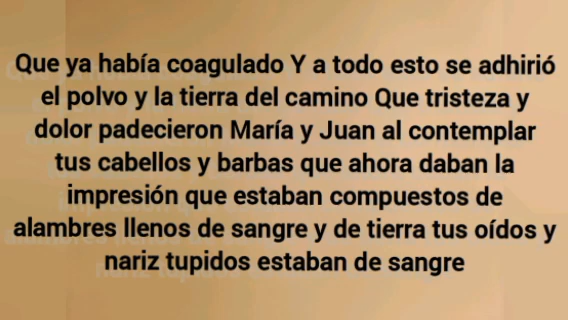 Que ya había coagulado Y a todo esto se adhirió
el polvo y la tierra del camino Que tristeza y
dolor padecieron María y Juan al contemplar
tus cabellos y barbas que ahora daban la
impresión que estaban compuestos de
alambres llenos de sangre y de tierra tus oídos y
nariz tupidos estaban de sangre